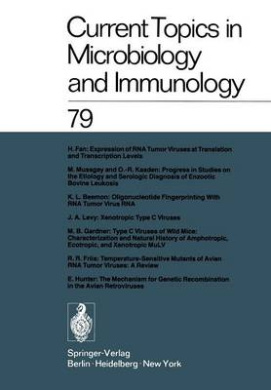 Current Topics in
Microbiology
and Immunology
79
H. Fan: Expression of RNA Tumor Viruses at Translation
and Transcription Levels
M. Mussgay and O.-R. Kaaden: Progress in Studies on
the Etiology and Serologic Diagnosis of Enzootic
Bovine Leukosis
K. L. Beemon: Oligonucleotide Fingerprinting With
RNA Tumor Virus RNA
J. A. Levy: Xenotropic Type C Viruses
M. B. Gardner: Type C Viruses of Wild Mice:
Characterization and Natural History of Amphotropic,
Ecotropic, and Xenotropic MuLV
R. R. Friis: Temperature-Sensitive Mutants of Avian
RNA Tumor Viruses: A Review
E. Hunter: The Mechanism for Genetic Recombination
in the Avian Retroviruses
Springer-Verlag
Berlin · Heidelberg · New York